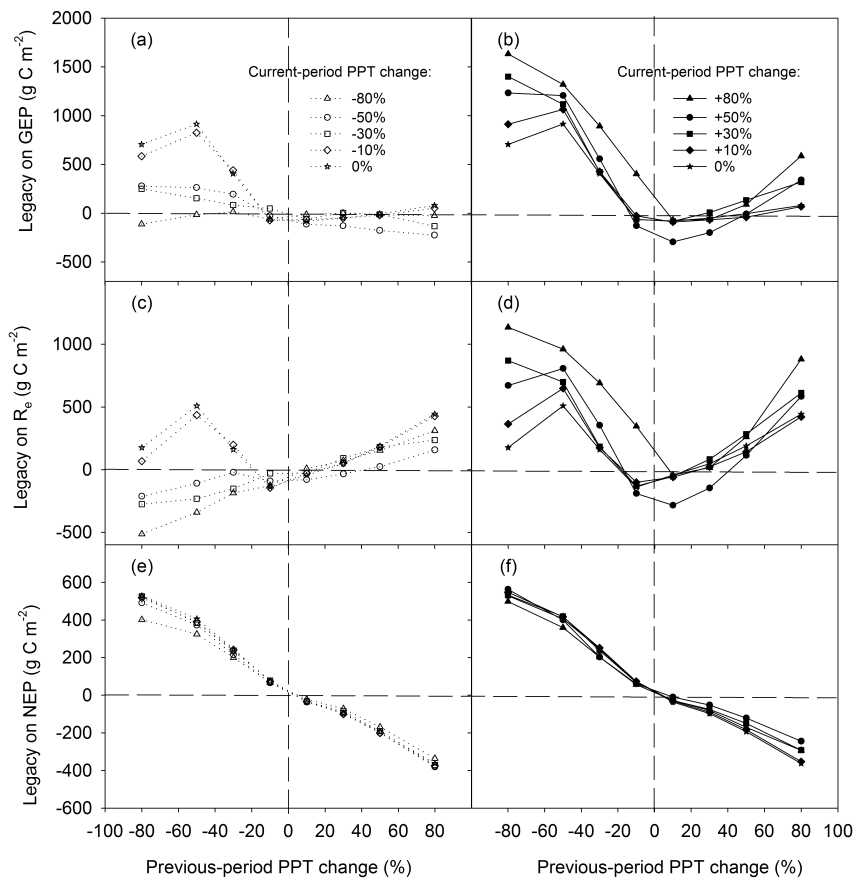 (a)
(b)
Current-period PPT change:
-80%
-50%
-30%
-10%
0%
Current-period PPT change:
+80%
+50%
+30%
+10%
0%
Legacy on GEP (g C m-2)
2000
1500
1000
500
0
-500
(c)
(d)
Legacy on Re (g C m-2)
1000
500
0
-500
(e)
(f)
Legacy on NEP (g C m-2)
600
400
200
0
-200
-400
-600
-100 -80 -60 -40 -20 0 20 40 60 80
-80 -60 -40 -20 0 20 40 60 80 100
Previous-period PPT change (%)
Previous-period PPT change (%)